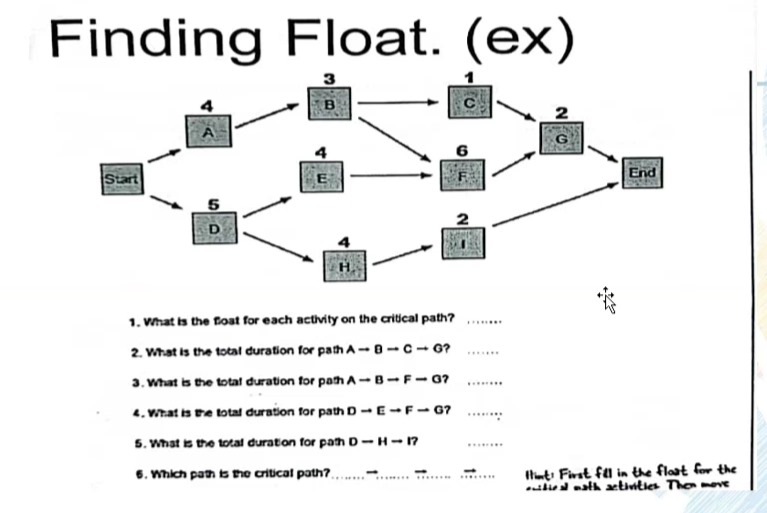 Finding Float. (ex)
3
1
4
B
C
2
A
G
4
6
Start
E
F
End
5
2
D
4
I
H
1. What is the float for each activity on the critical path? ........
2. What is the total duration for path A → B → C → G? .......
3. What is the total duration for path A → B → F → G? ........
4. What is the total duration for path D → E → F → G? ........
5. What is the total duration for path D → H → I? ........
6. Which path is the critical path? ........ → ........ → ....... → .......
Hint: First fill in the float for the
critical path activities. Then move